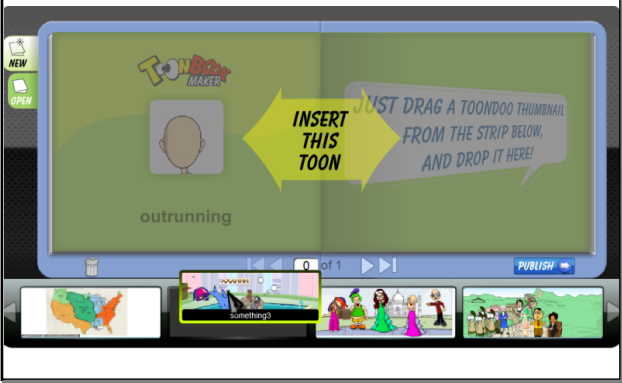 NEW
OPEN
TOONBOOK
MAKER
outrunning
INSERT
THIS
TOON
JUST DRAG A TOONDOO THUMBNAIL
FROM THE STRIP BELOW,
AND DROP IT HERE!
0 of 1
PUBLISH
something3